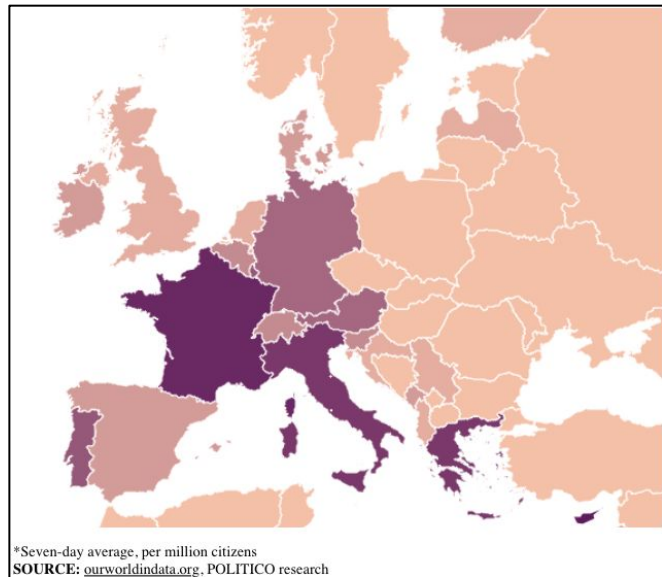 *Seven-day average, per million citizens
SOURCE: ourworldindata.org, POLITICO research